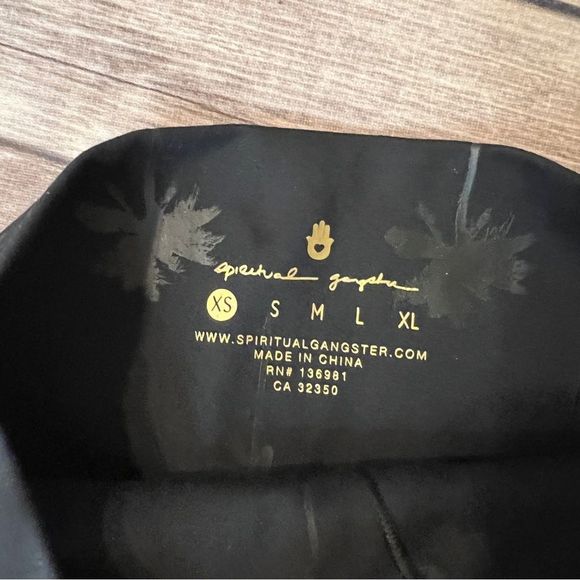 spiritual gangster
XS S M L XL
WWW.SPIRITUALGANGSTER.COM
MADE IN CHINA
RN# 136981
CA 32350